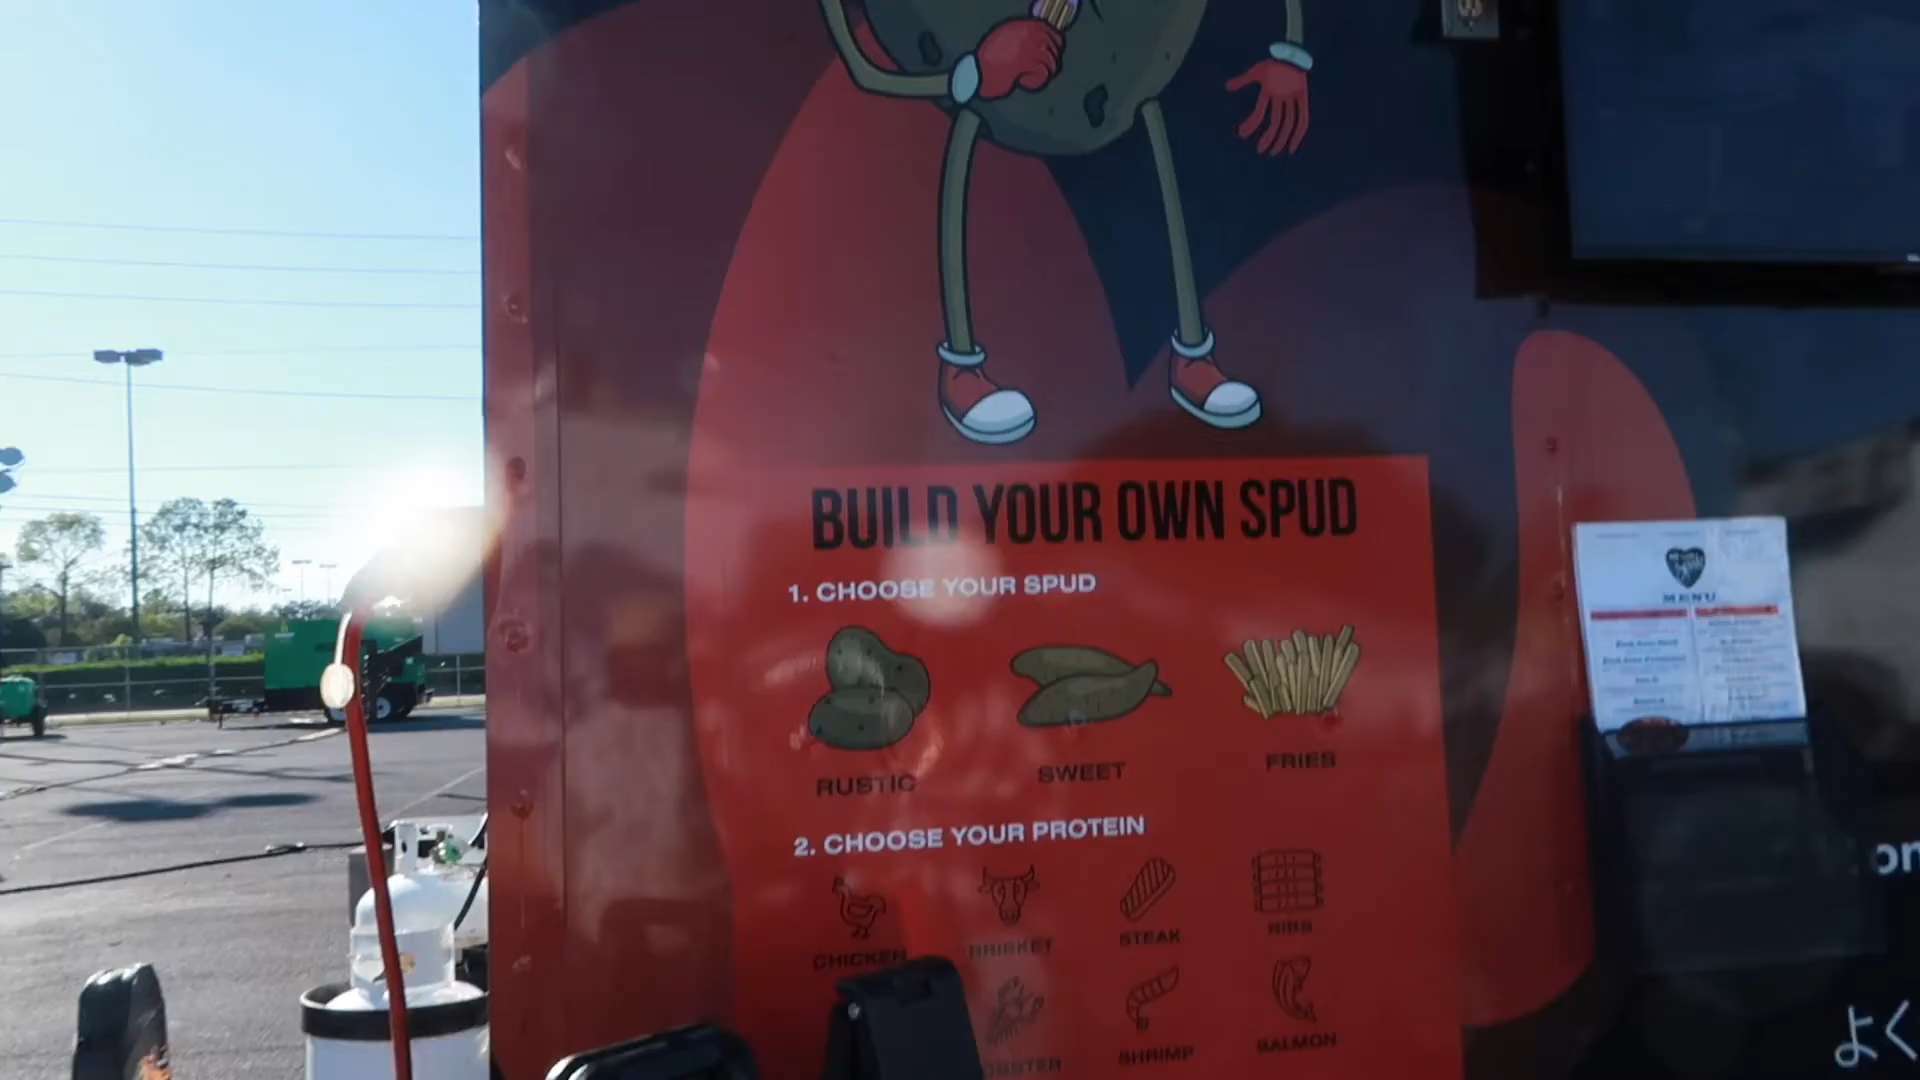 BUILD YOUR OWN SPUD
1. CHOOSE YOUR SPUD
RUSTIC SWEET FRIES
2. CHOOSE YOUR PROTEIN
CHICKEN BRISKET STEAK RIBS
SHRIMP SALMON
MENU
よく